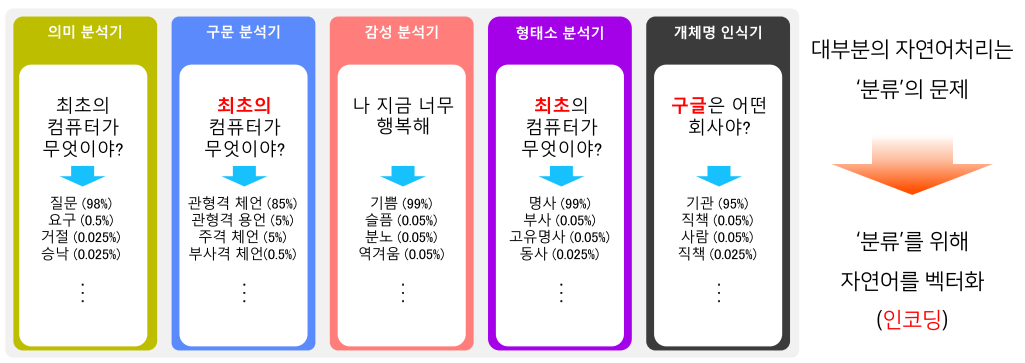 의미 분석기
최초의
컴퓨터가
무엇이야?
질문 (98%)
요구 (0.5%)
거절 (0.025%)
승낙 (0.025%)
구문 분석기
최초의
컴퓨터가
무엇이야?
관형격 체언 (85%)
관형격 용언 (5%)
주격 체언 (5%)
부사격 체언(0.5%)
감성 분석기
나 지금 너무
행복해
기쁨 (99%)
슬픔 (0.05%)
분노 (0.05%)
역겨움 (0.05%)
형태소 분석기
최초의
컴퓨터가
무엇이야?
명사 (99%)
부사 (0.05%)
고유명사 (0.05%)
동사 (0.025%)
개체명 인식기
구글은 어떤
회사야?
기관 (95%)
직책 (0.05%)
사람 (0.05%)
직책 (0.025%)
대부분의 자연어처리는
‘분류’의 문제
‘분류’를 위해
자연어를 벡터화
(인코딩)